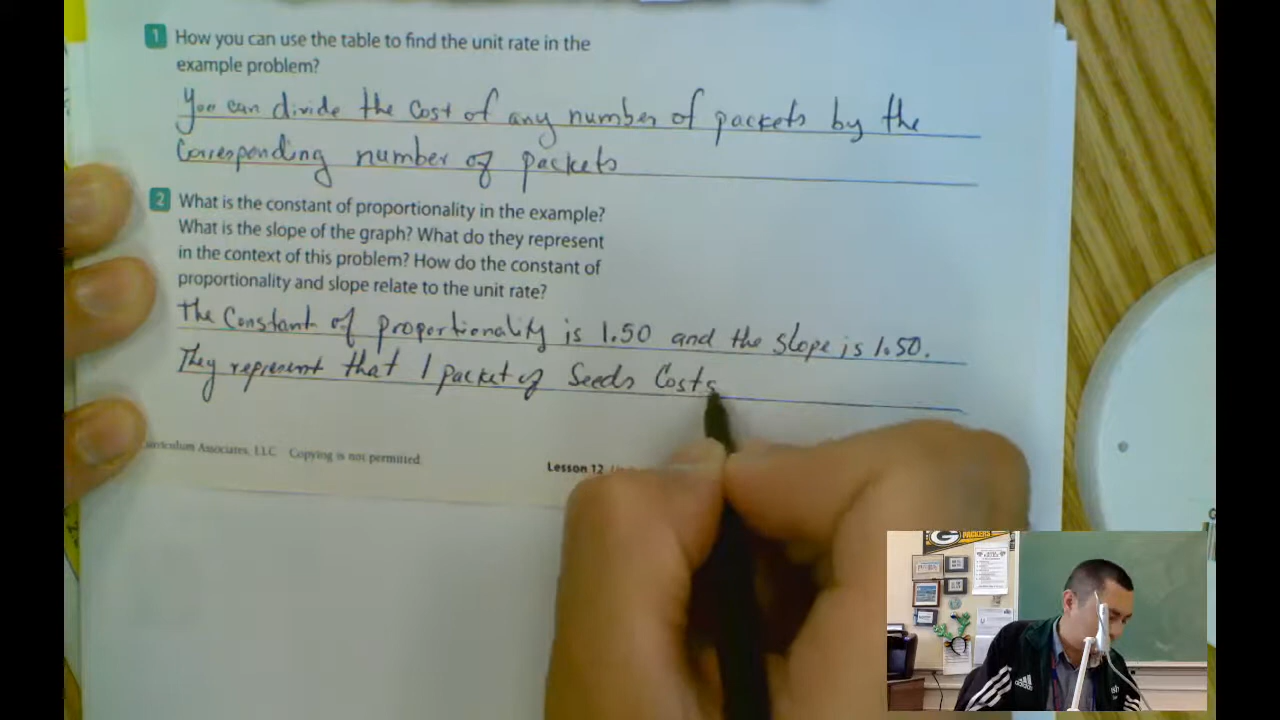 1 How you can use the table to find the unit rate in the
example problem?
You can divide the cost of any number of packets by the
Corresponding number of packets
2 What is the constant of proportionality in the example?
What is the slope of the graph? What do they represent
in the context of this problem? How do the constant of
proportionality and slope relate to the unit rate?
The Constant of proportionality is 1.50 and the slope is 1.50.
They represent that 1 packet of Seeds Costs
urriculum Associates, LLC Copying is not permitted.
Lesson 12
G
PACKERS
adidas